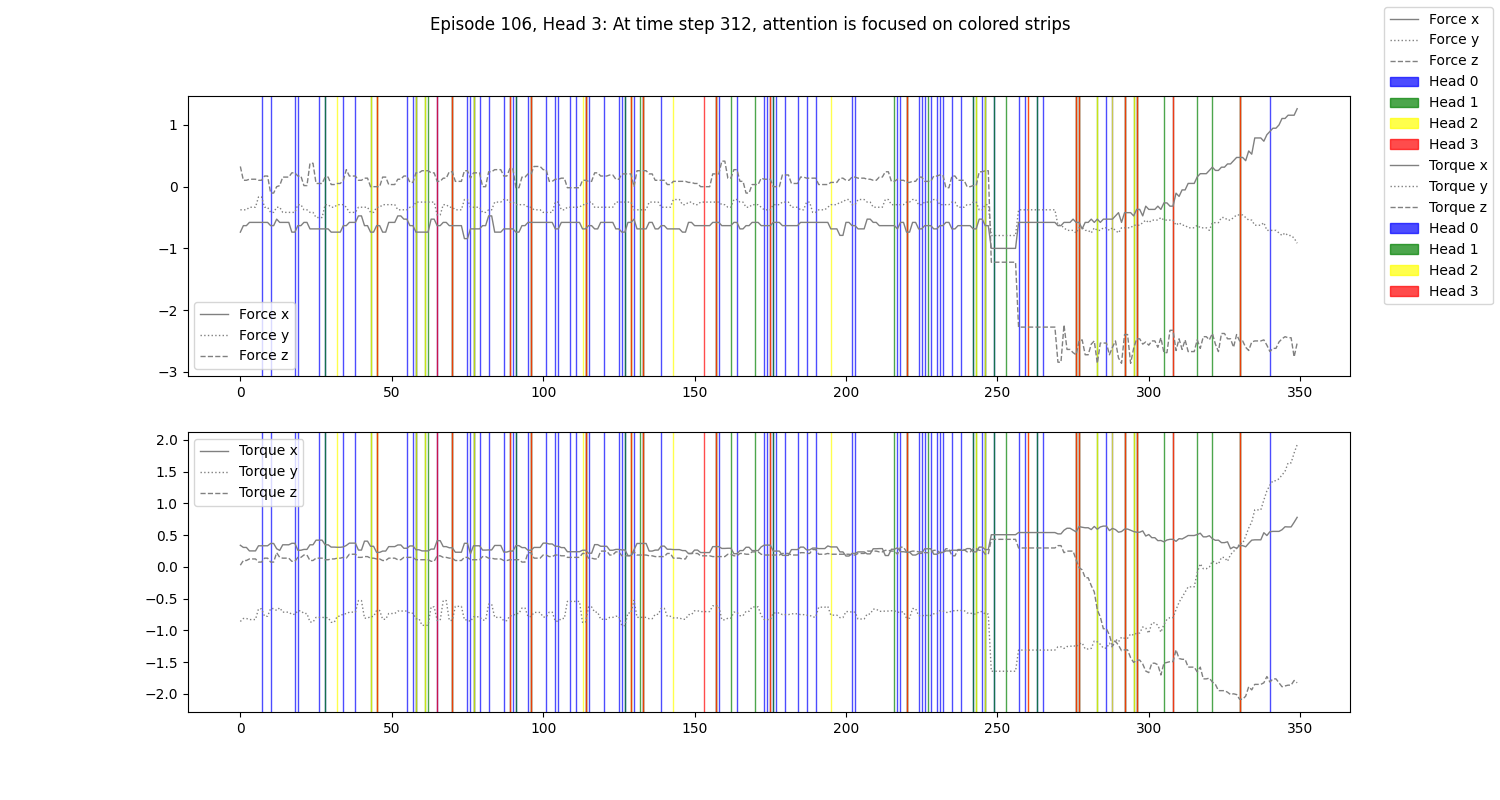 Episode 106, Head 3: At time step 312, attention is focused on colored strips
Force x
Force y
Force z
Head 0
Head 1
Head 2
Head 3
Torque x
Torque y
Torque z
Head 0
Head 1
Head 2
Head 3
1
0
−1
−2
−3
Force x
Force y
Force z
0 50 100 150 200 250 300 350
2.0
1.5
1.0
0.5
0.0
−0.5
−1.0
−1.5
−2.0
Torque x
Torque y
Torque z
0 50 100 150 200 250 300 350